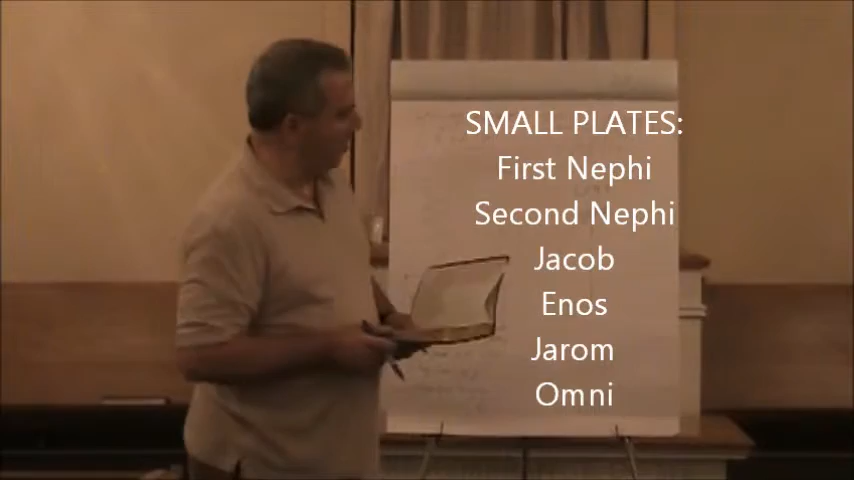 SMALL PLATES:
First Nephi
Second Nephi
Jacob
Enos
Jarom
Omni